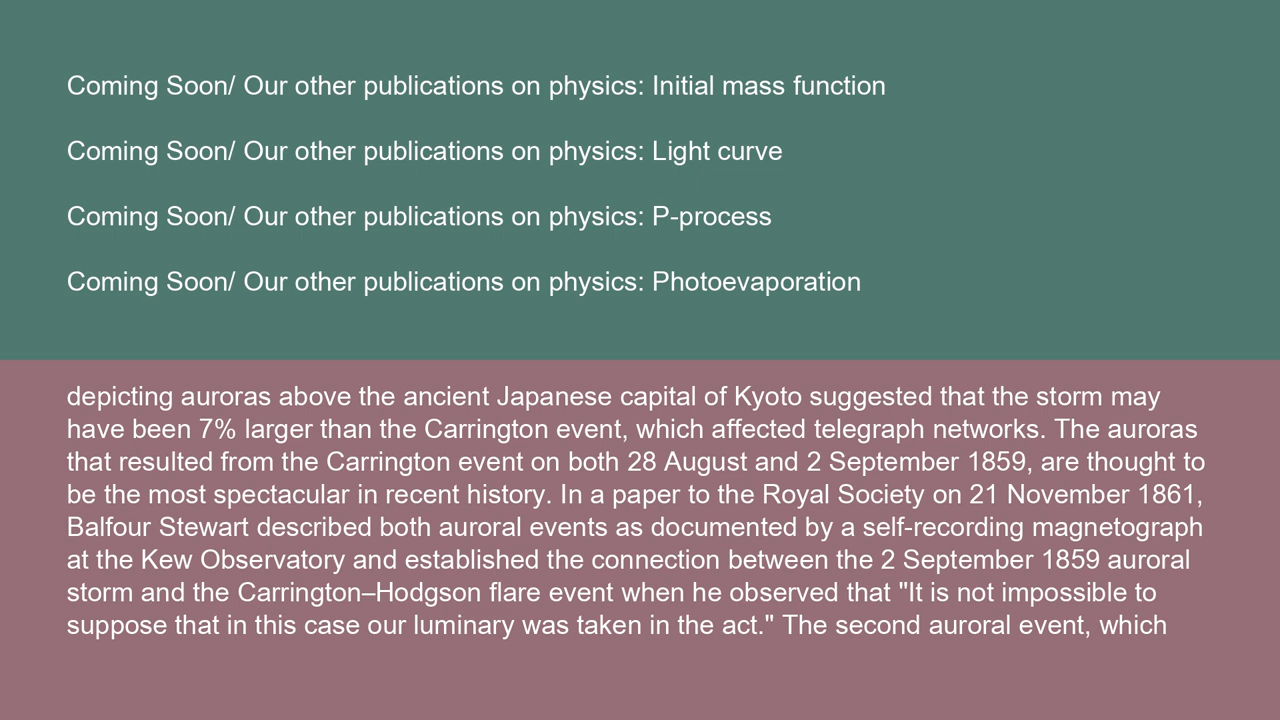 Coming Soon/ Our other publications on physics: Initial mass function
Coming Soon/ Our other publications on physics: Light curve
Coming Soon/ Our other publications on physics: P-process
Coming Soon/ Our other publications on physics: Photoevaporation
depicting auroras above the ancient Japanese capital of Kyoto suggested that the storm may
have been 7% larger than the Carrington event, which affected telegraph networks. The auroras
that resulted from the Carrington event on both 28 August and 2 September 1859, are thought to
be the most spectacular in recent history. In a paper to the Royal Society on 21 November 1861,
Balfour Stewart described both auroral events as documented by a self-recording magnetograph
at the Kew Observatory and established the connection between the 2 September 1859 auroral
storm and the Carrington–Hodgson flare event when he observed that "It is not impossible to
suppose that in this case our luminary was taken in the act." The second auroral event, which